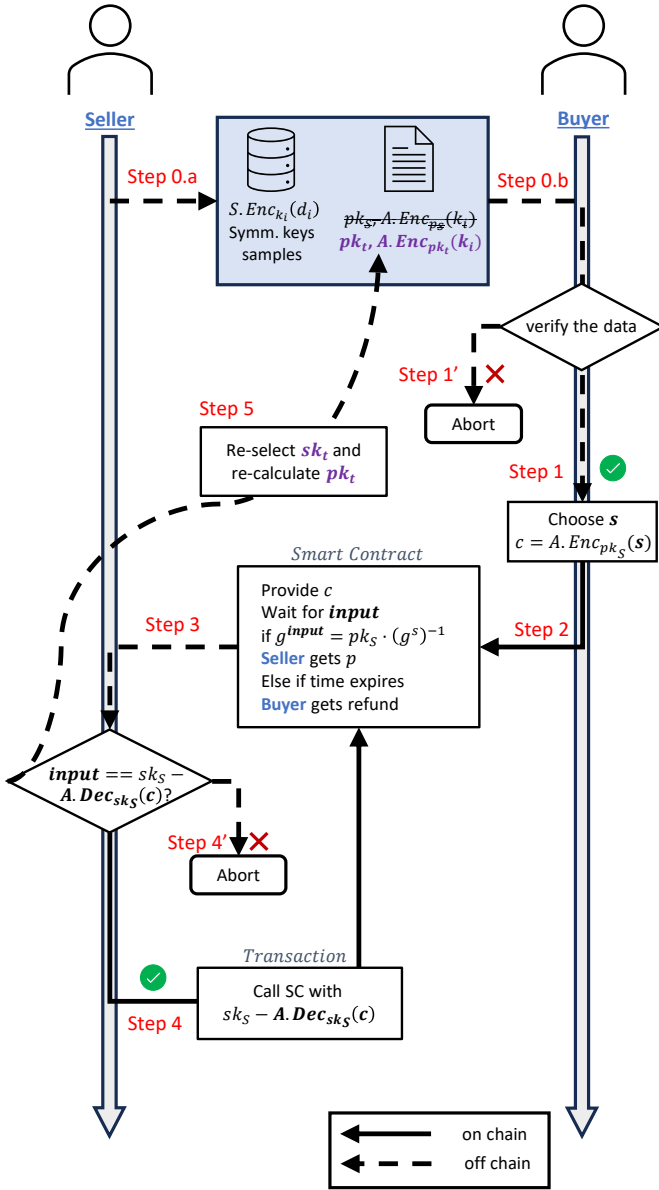 Seller
Buyer
Step 0.a
Step 0.b
S.Enc_{k_i}(d_i)
Symm. keys
samples
pk_S, A.Enc_{ps}(k_i)
pk_t, A.Enc_{pk_t}(k_i)
verify the data
Step 1'
Abort
Step 5
Re-select sk_t and
re-calculate pk_t
Step 1
Choose s
c = A.Enc_{pk_S}(s)
Smart Contract
Provide c
Wait for input
if g^{input} = pk_S · (g^s)^{-1}
Seller gets p
Else if time expires
Buyer gets refund
Step 3
Step 2
input == sk_S −
A.Dec_{sk_S}(c)?
Step 4'
Abort
Transaction
Call SC with
sk_S − A.Dec_{sk_S}(c)
Step 4
on chain
off chain